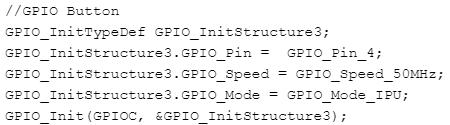 //GPIO Button
GPIO_InitTypeDef GPIO_InitStructure3;
GPIO_InitStructure3.GPIO_Pin =  GPIO_Pin_4;
GPIO_InitStructure3.GPIO_Speed = GPIO_Speed_50MHz;
GPIO_InitStructure3.GPIO_Mode = GPIO_Mode_IPU;
GPIO_Init(GPIOC, &GPIO_InitStructure3);